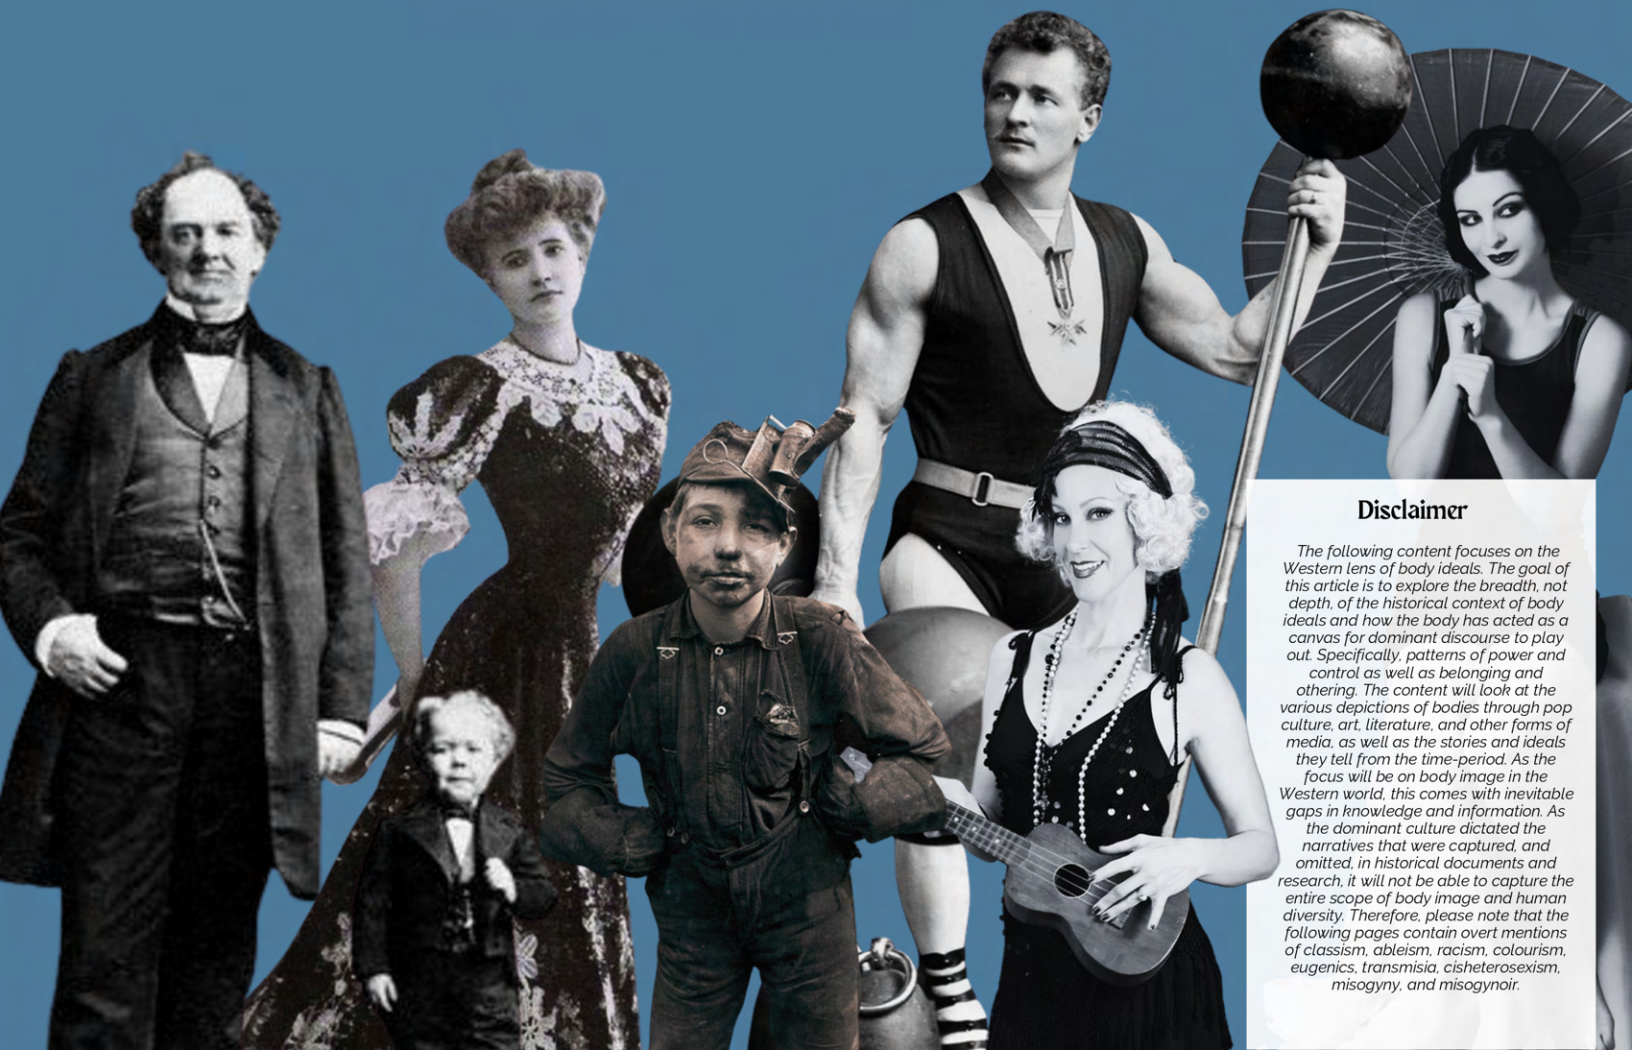 Disclaimer
The following content focuses on the
Western lens of body ideals. The goal of
this article is to explore the breadth, not
depth, of the historical context of body
ideals and how the body has acted as a
canvas for dominant discourse to play
out. Specifically, patterns of power and
control as well as belonging and
othering. The content will look at the
various depictions of bodies through pop
culture, art, literature, and other forms of
media, as well as the stories and ideals
they tell from the time-period. As the
focus will be on body image in the
Western world, this comes with inevitable
gaps in knowledge and information. As
the dominant culture dictated the
narratives that were captured, and
omitted, in historical documents and
research, it will not be able to capture the
entire scope of body image and human
diversity. Therefore, please note that the
following pages contain overt mentions
of classism, ableism, racism, colourism,
eugenics, transmisia, cisheterosexism,
misogyny, and misogynoir.